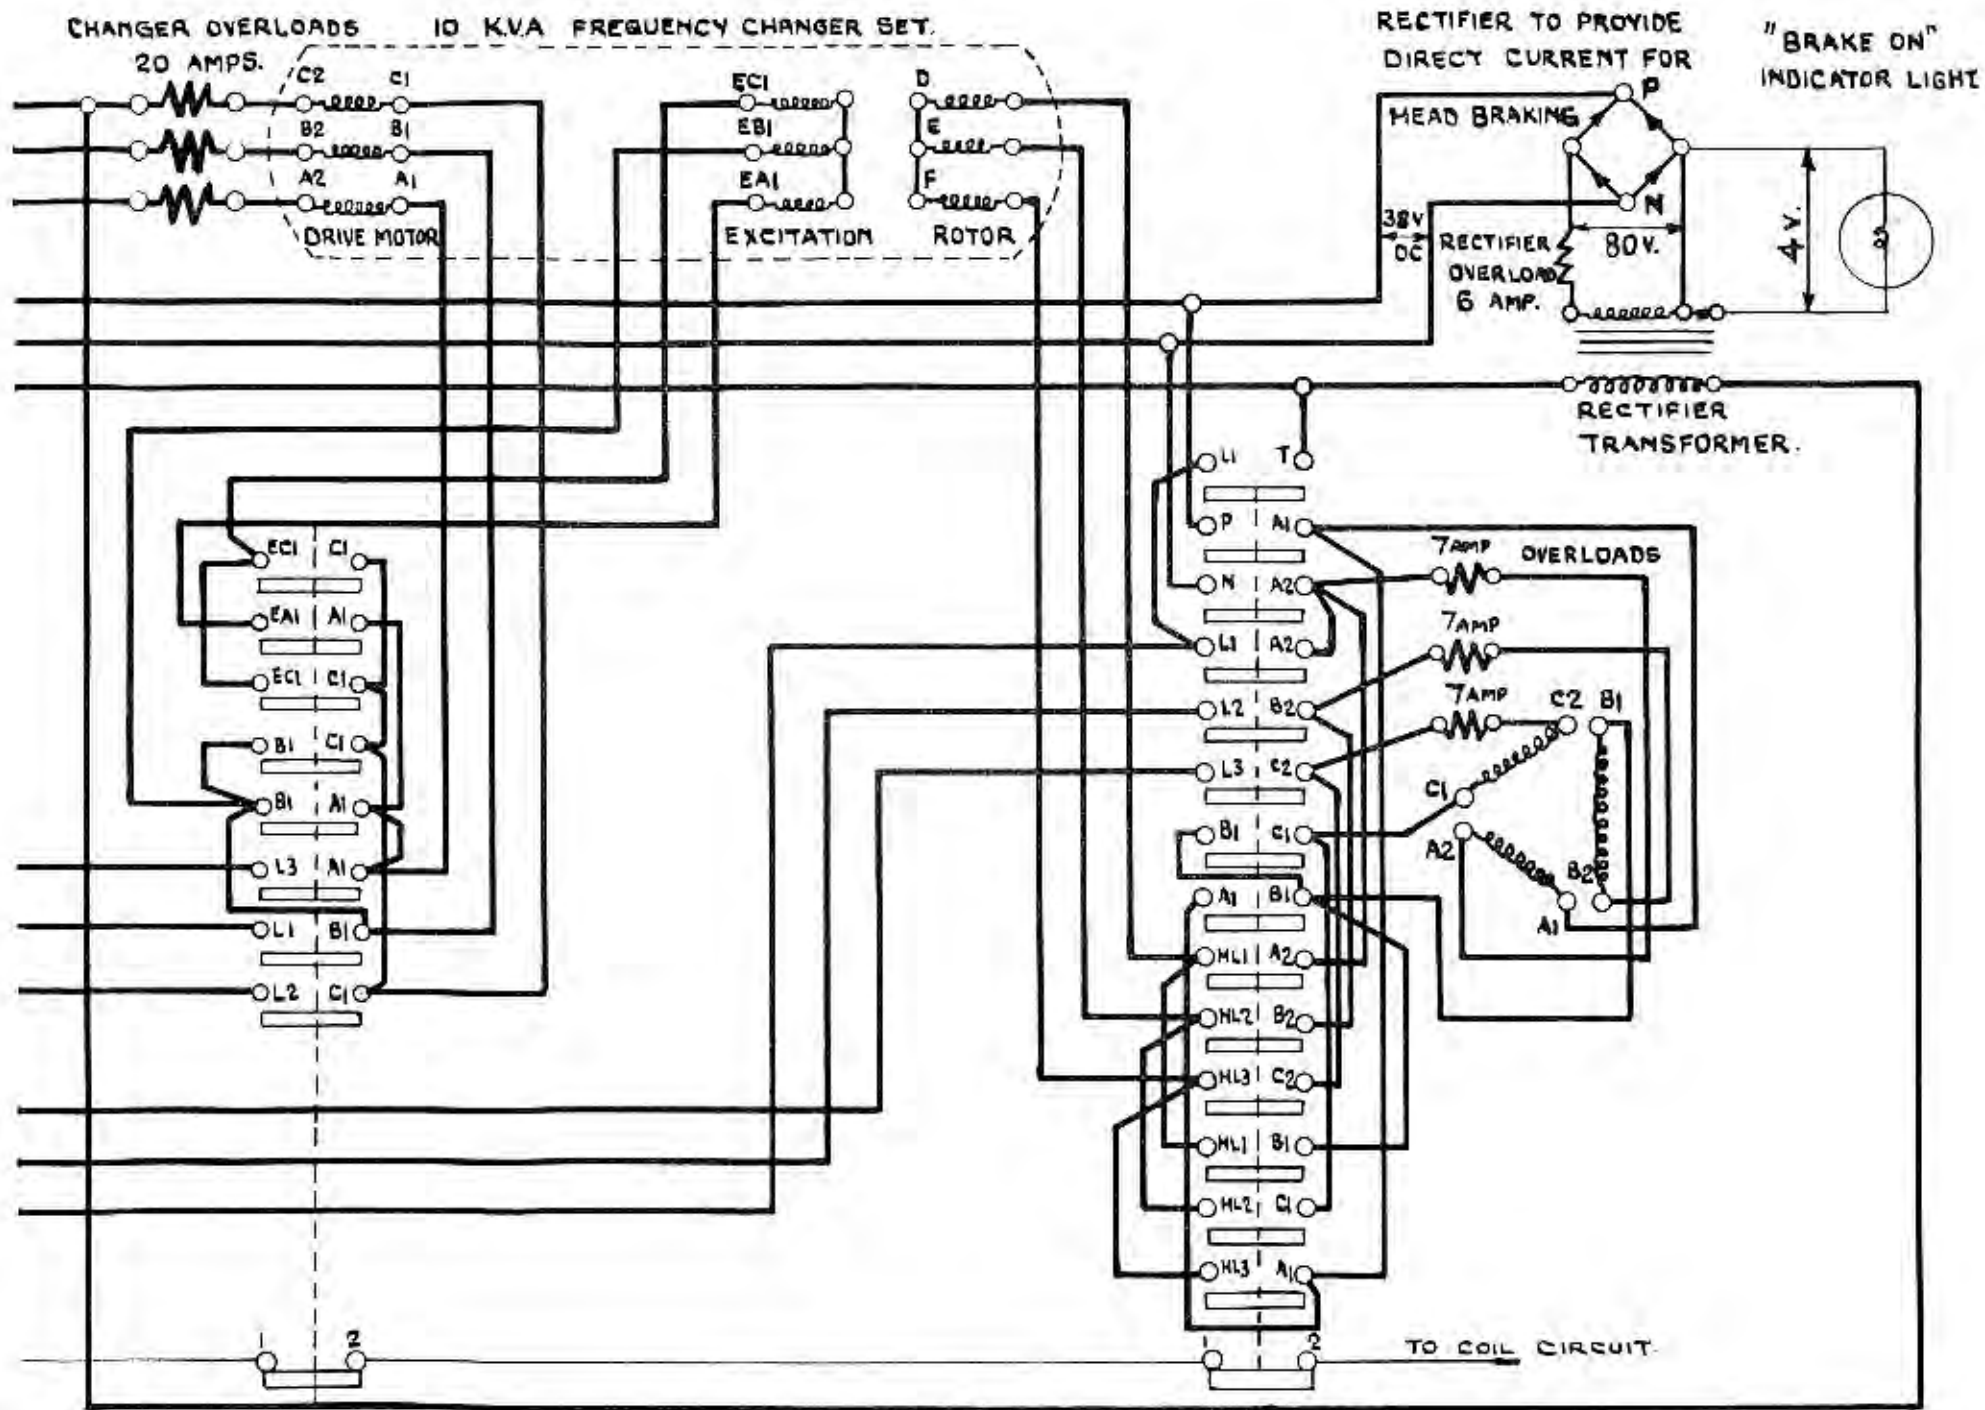 CHANGER OVERLOADS
20 AMPS.
10 K.V.A FREQUENCY CHANGER SET.
C2 C1
B2 B1
A2 A1
DRIVE MOTOR
EC1
EB1
EA1
EXCITATION
D
E
F
ROTOR
RECTIFIER TO PROVIDE
DIRECT CURRENT FOR
HEAD BRAKING
P
N
"BRAKE ON"
INDICATOR LIGHT
38V
DC
RECTIFIER
OVERLOAD
6 AMP.
80 V.
4 V.
RECTIFIER
TRANSFORMER.
EC1 C1
EA1 A1
EC1 C1
B1 C1
B1 A1
L3 A1
L1 B1
L2 C1
1 2
L1 T
P A1
N A2
L1 A2
L2 B2
L3 C2
B1 C1
A1 B1
HL1 A2
HL2 B2
HL3 C2
HL1 B1
HL2 C1
HL3 A1
1 2
7 AMP OVERLOADS
7 AMP
7 AMP
C2 B1
C1
A2
B2
A1
TO COIL CIRCUIT